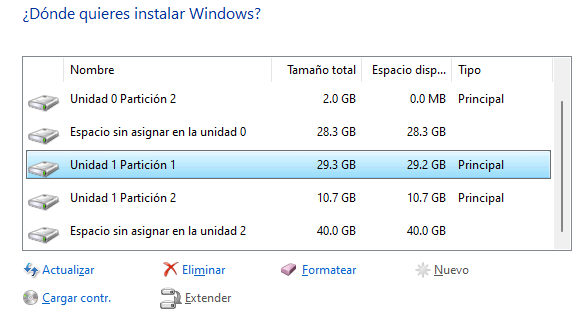 ¿Dónde quieres instalar Windows?
Nombre Tamaño total Espacio disp... Tipo
Unidad 0 Partición 2 2.0 GB 0.0 MB Principal
Espacio sin asignar en la unidad 0 28.3 GB 28.3 GB
Unidad 1 Partición 1 29.3 GB 29.2 GB Principal
Unidad 1 Partición 2 10.7 GB 10.7 GB Principal
Espacio sin asignar en la unidad 2 40.0 GB 40.0 GB
Actualizar Eliminar Formatear Nuevo
Cargar contr. Extender